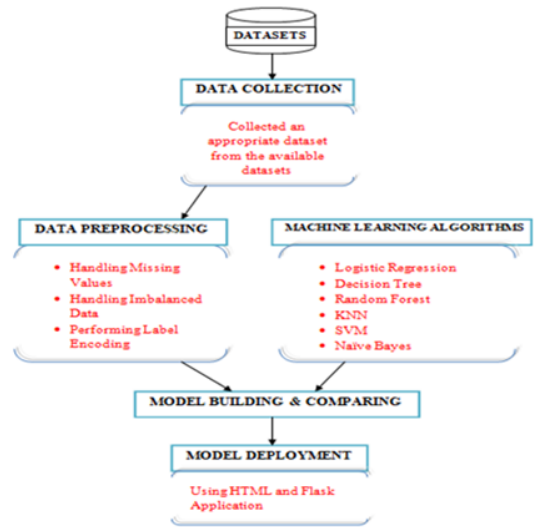 DATASETS
DATA COLLECTION
Collected an
appropriate dataset
from the available
datasets
DATA PREPROCESSING
• Handling Missing
Values
• Handling Imbalanced
Data
• Performing Label
Encoding
MACHINE LEARNING ALGORITHMS
• Logistic Regression
• Decision Tree
• Random Forest
• KNN
• SVM
• Naïve Bayes
MODEL BUILDING & COMPARING
MODEL DEPLOYMENT
Using HTML and Flask
Application